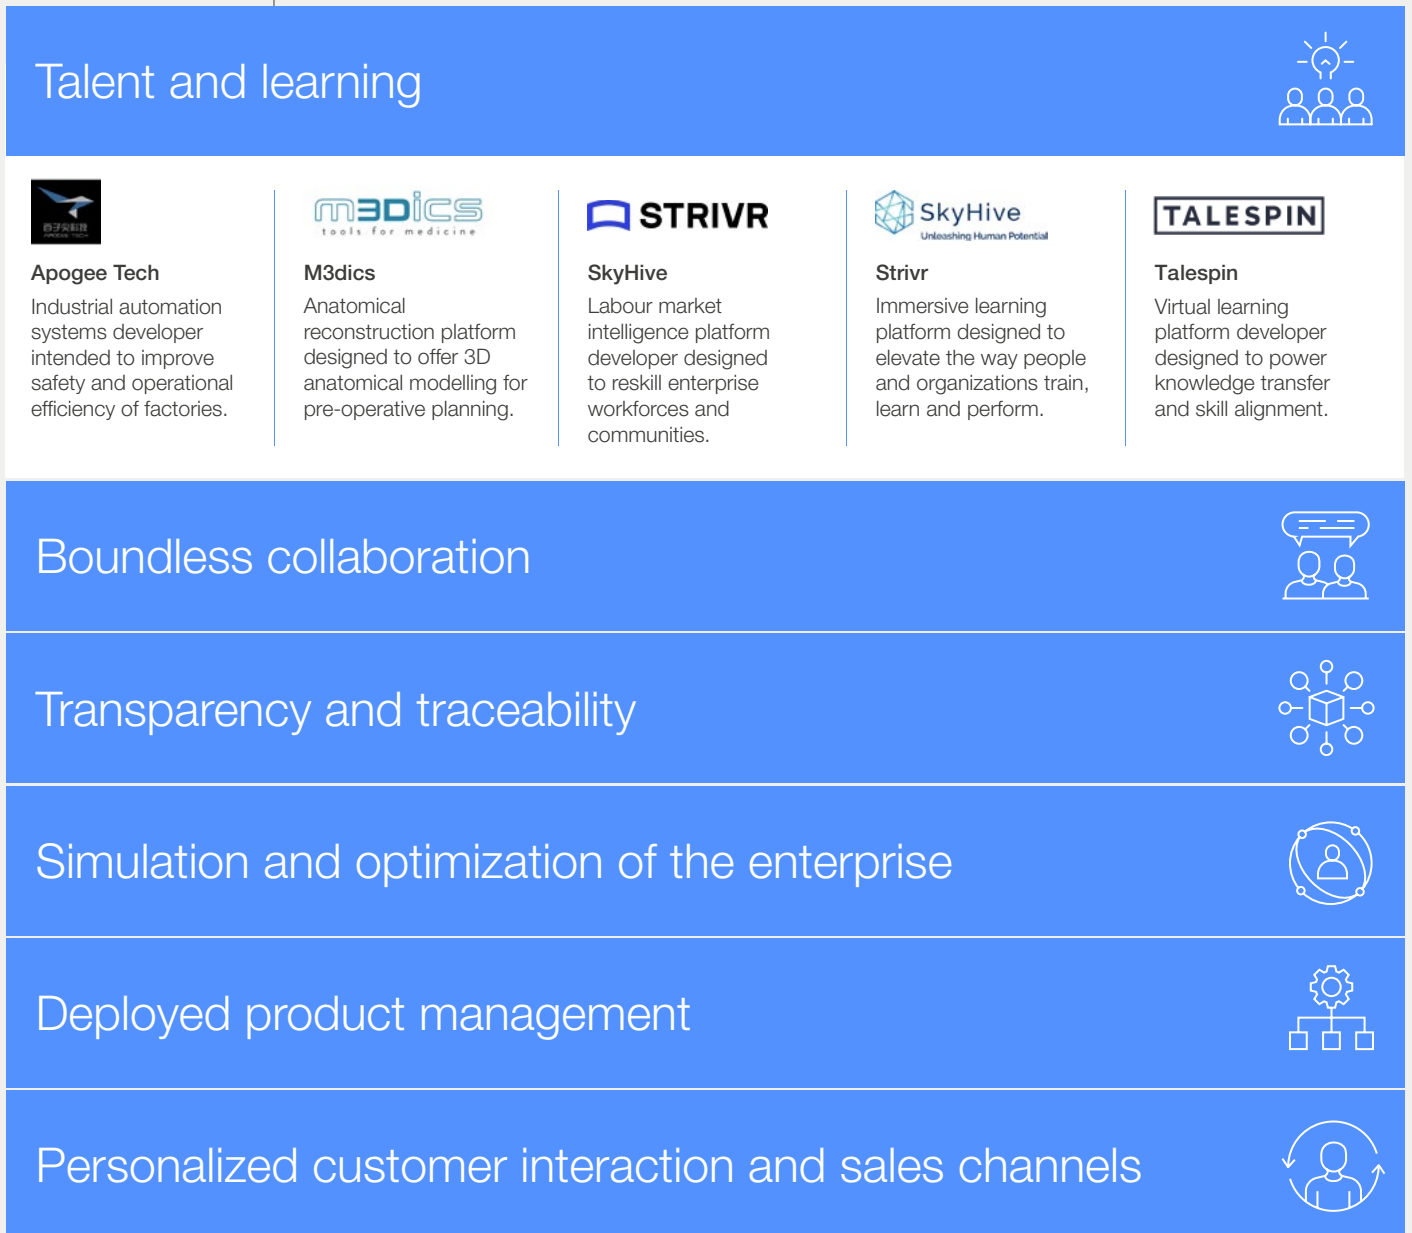 Talent and learning
M3DICS
tools for medicine
STRIVR
SkyHive
Unleashing Human Potential
TALESPIN
APOGEE TECH
Apogee Tech
Industrial automation
systems developer
intended to improve
safety and operational
efficiency of factories.
M3dics
Anatomical
reconstruction platform
designed to offer 3D
anatomical modelling for
pre-operative planning.
SkyHive
Labour market
intelligence platform
developer designed
to reskill enterprise
workforces and
communities.
Strivr
Immersive learning
platform designed to
elevate the way people
and organizations train,
learn and perform.
Talespin
Virtual learning
platform developer
designed to power
knowledge transfer
and skill alignment.
Boundless collaboration
Transparency and traceability
Simulation and optimization of the enterprise
Deployed product management
Personalized customer interaction and sales channels